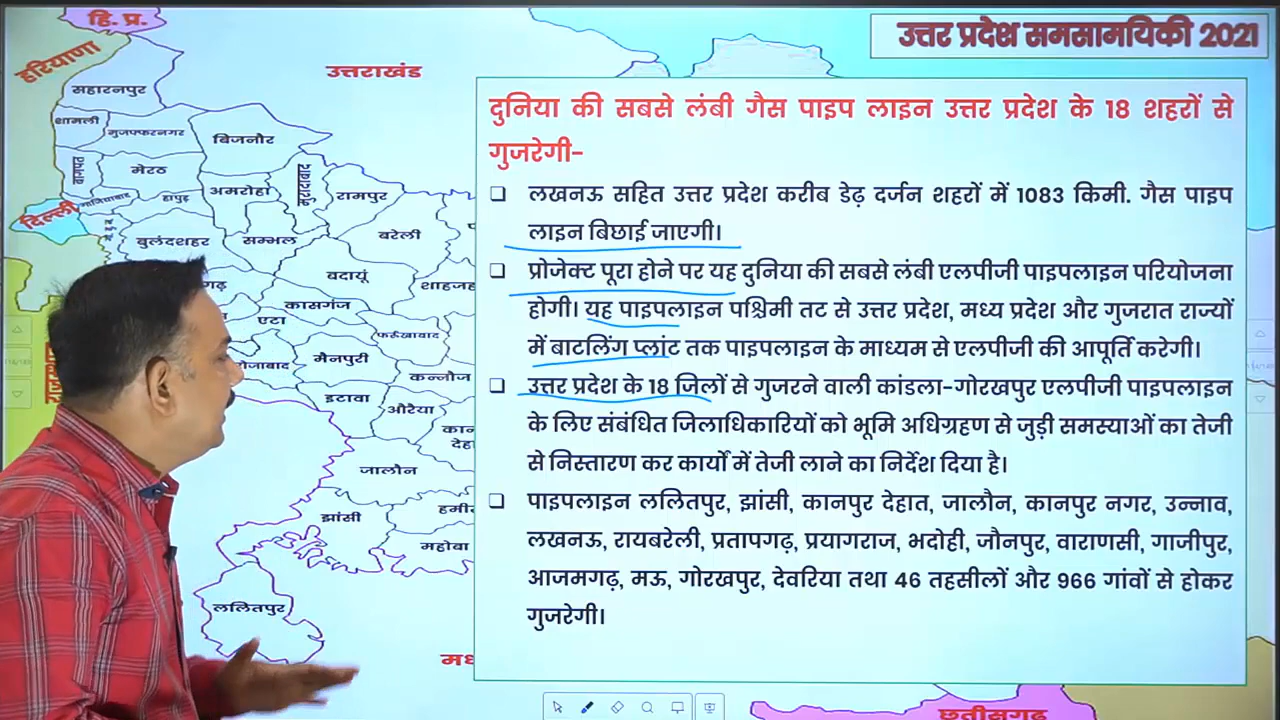 हि. प्र.
उत्तर प्रदेश समसामयिकी 2021
हरियाणा
उत्तराखंड
सहारनपुर
शामली
मुजफ्फरनगर
बिजनौर
बागपत
मेरठ
मुरादाबाद
अमरोहा
रामपुर
गाजियाबाद
हापुड़
दिल्ली
बुलंदशहर
सम्भल
बरेली
बदायूं
शाहजह
गढ़
कासगंज
एटा
फर्रुखाबाद
मैनपुरी
रोजाबाद
कन्नौज
इटावा
औरैया
कान
देह
जालौन
झांसी
हमी
महोबा
ललितपुर
मध
छत्तीसगढ़
दुनिया की सबसे लंबी गैस पाइप लाइन उत्तर प्रदेश के 18 शहरों से
गुजरेगी-
❑ लखनऊ सहित उत्तर प्रदेश करीब डेढ़ दर्जन शहरों में 1083 किमी. गैस पाइप
लाइन बिछाई जाएगी।
❑ प्रोजेक्ट पूरा होने पर यह दुनिया की सबसे लंबी एलपीजी पाइपलाइन परियोजना
होगी। यह पाइपलाइन पश्चिमी तट से उत्तर प्रदेश, मध्य प्रदेश और गुजरात राज्यों
में बाटलिंग प्लांट तक पाइपलाइन के माध्यम से एलपीजी की आपूर्ति करेगी।
❑ उत्तर प्रदेश के 18 जिलों से गुजरने वाली कांडला-गोरखपुर एलपीजी पाइपलाइन
के लिए संबंधित जिलाधिकारियों को भूमि अधिग्रहण से जुड़ी समस्याओं का तेजी
से निस्तारण कर कार्यों में तेजी लाने का निर्देश दिया है।
❑ पाइपलाइन ललितपुर, झांसी, कानपुर देहात, जालौन, कानपुर नगर, उन्नाव,
लखनऊ, रायबरेली, प्रतापगढ़, प्रयागराज, भदोही, जौनपुर, वाराणसी, गाजीपुर,
आजमगढ़, मऊ, गोरखपुर, देवरिया तथा 46 तहसीलों और 966 गांवों से होकर
गुजरेगी।